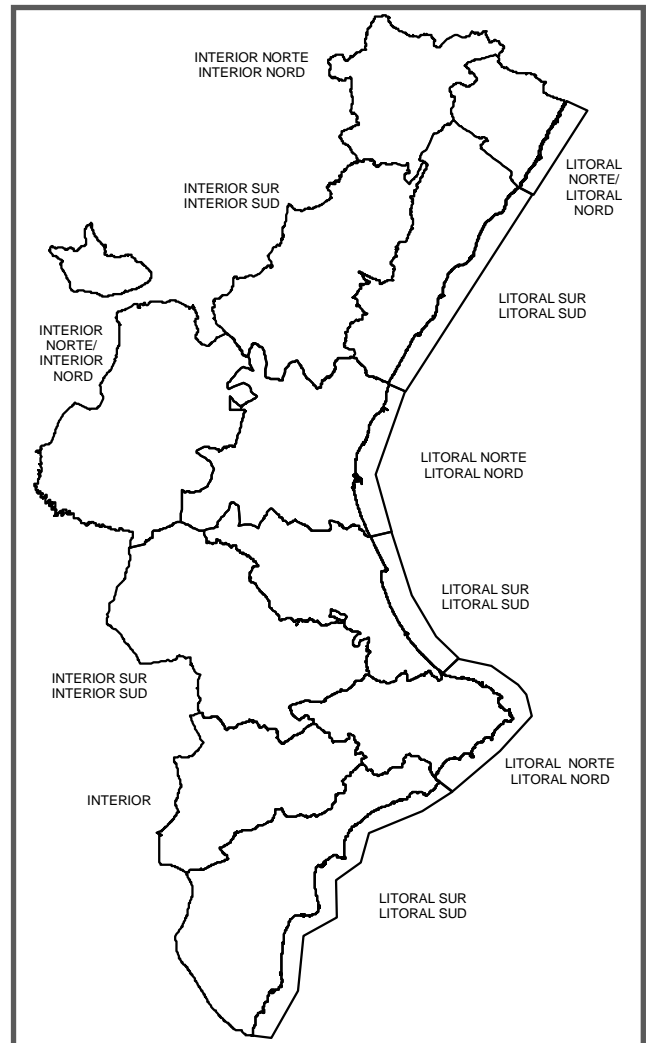 INTERIOR NORTE
INTERIOR NORD
LITORAL
NORTE/
LITORAL
NORD
INTERIOR SUR
INTERIOR SUD
LITORAL SUR
LITORAL SUD
INTERIOR
NORTE/
INTERIOR
NORD
LITORAL NORTE
LITORAL NORD
LITORAL SUR
LITORAL SUD
INTERIOR SUR
INTERIOR SUD
LITORAL NORTE
LITORAL NORD
INTERIOR
LITORAL SUR
LITORAL SUD